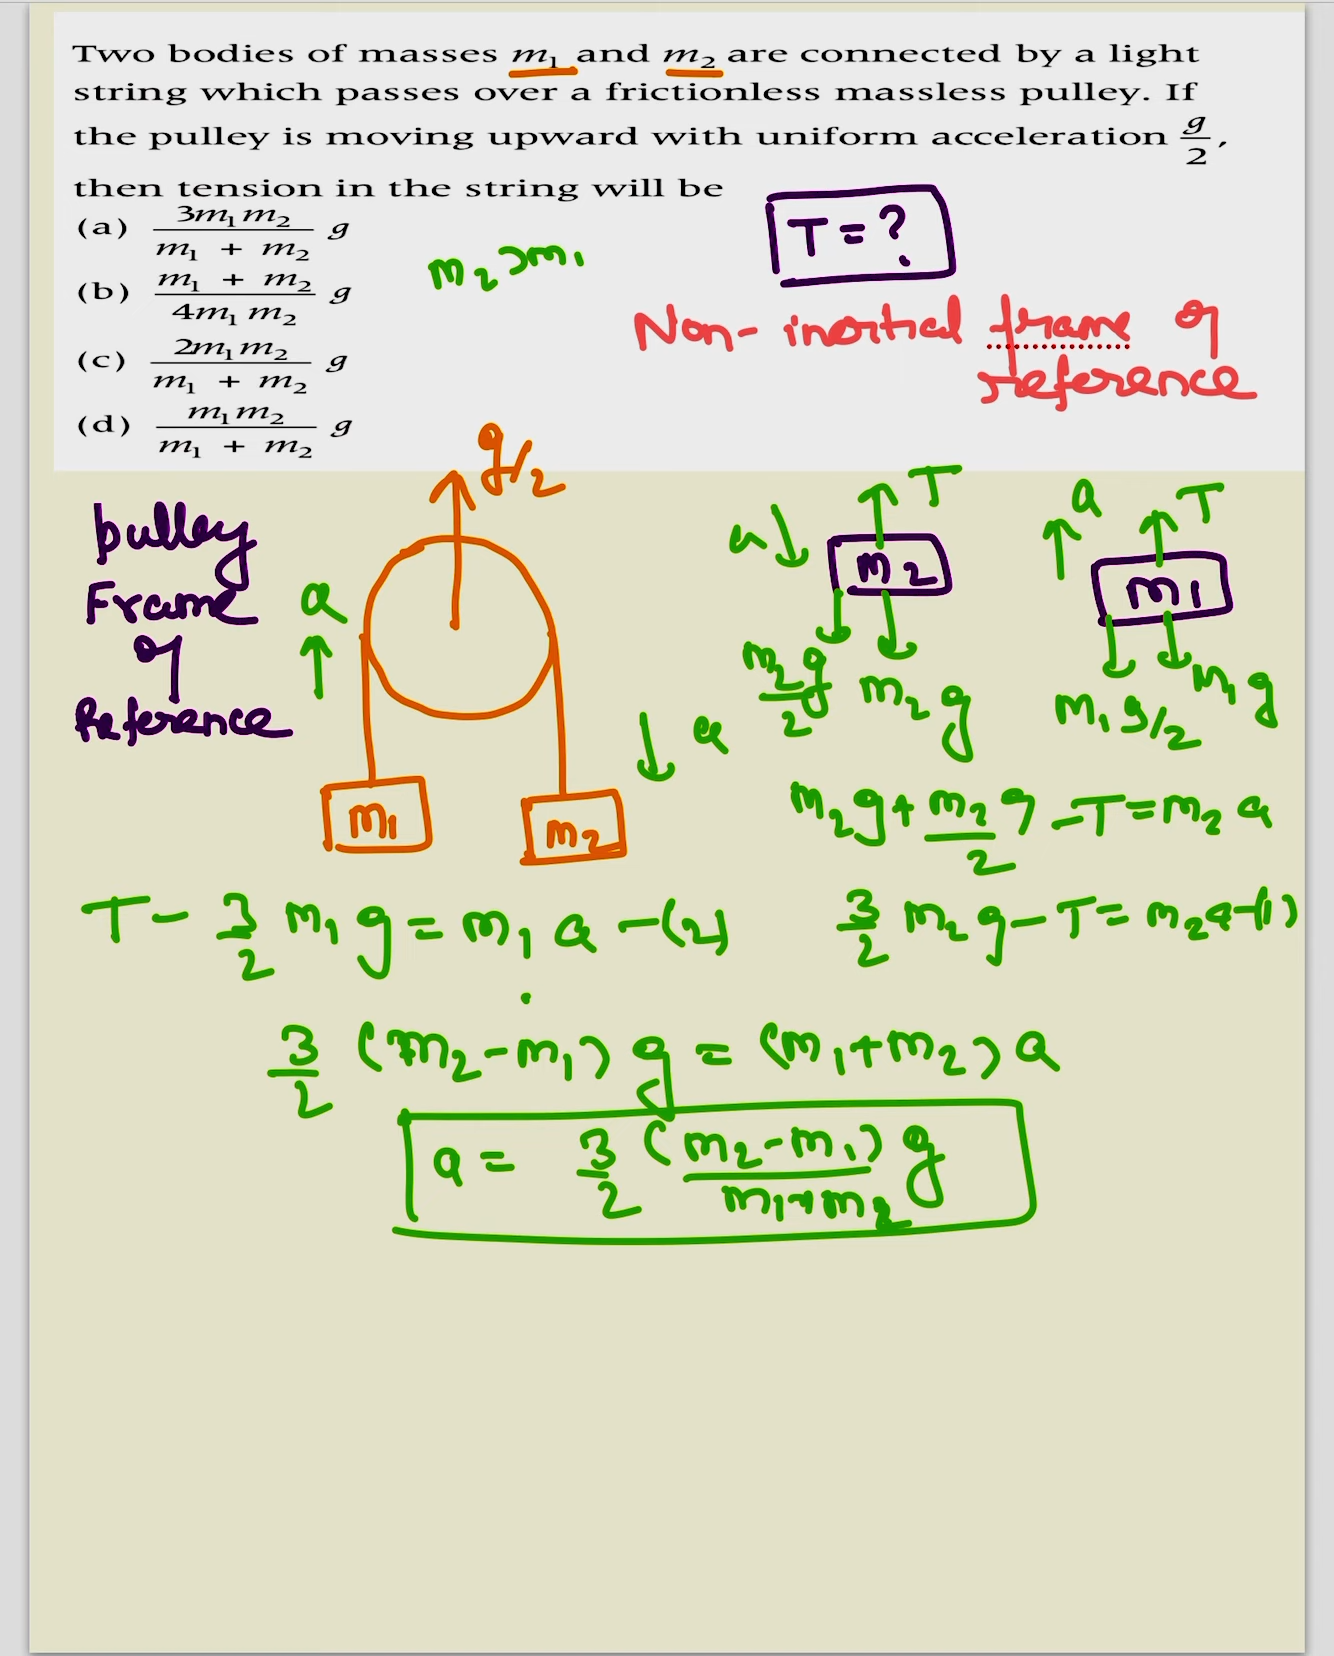 Two bodies of masses m₁ and m₂ are connected by a light
string which passes over a frictionless massless pulley. If
the pulley is moving upward with uniform acceleration g/2,
then tension in the string will be
(a) 3m₁m₂/(m₁ + m₂) g
(b) (m₁ + m₂)/(4m₁m₂) g
(c) 2m₁m₂/(m₁ + m₂) g
(d) m₁m₂/(m₁ + m₂) g
T = ?
m₂>m₁
Non-inertial frame of
reference
pulley
Frame
of
Reference
g/2
a
a
m₁
m₂
a
T
m₂
m₂g/2
m₂g
a
T
m₁
m₁g/2
m₁g
m₂g + m₂g/2 - T = m₂a
T - 3/2 m₁g = m₁a -(2)
3/2 m₂g - T = m₂a -(1)
3/2 (m₂-m₁) g = (m₁+m₂) a
a = 3/2 (m₂-m₁)/(m₁+m₂) g